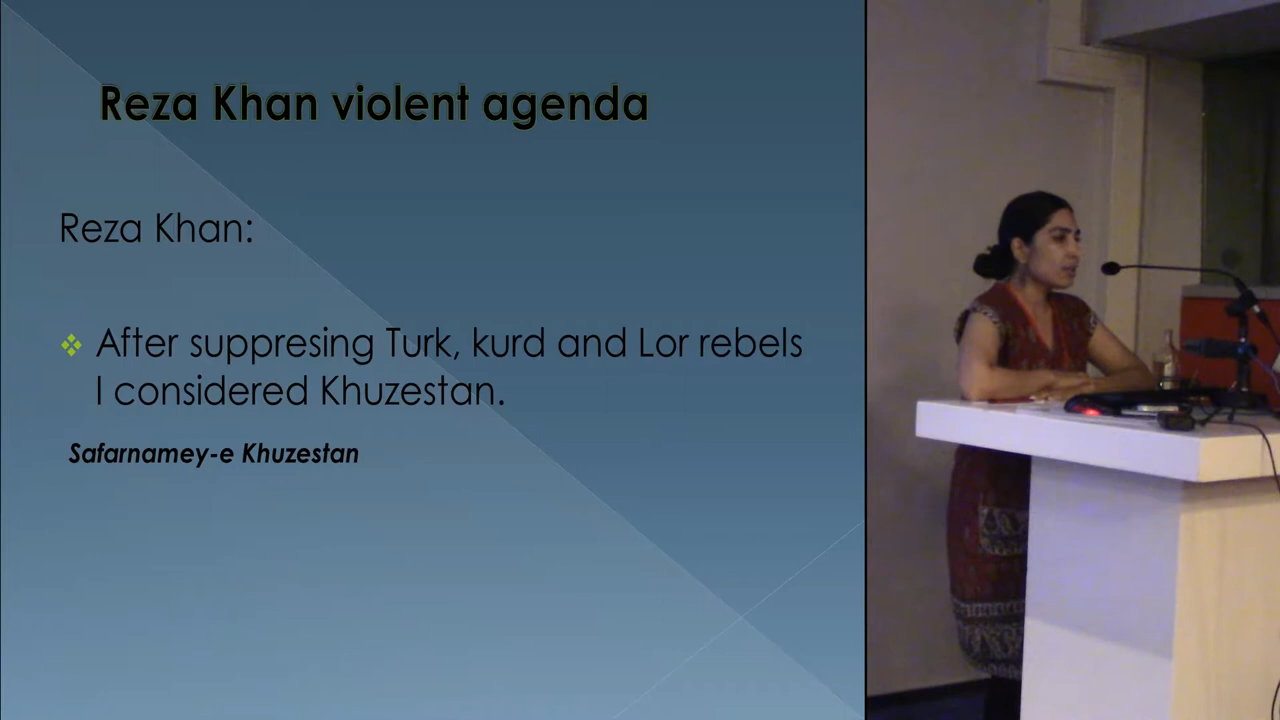 Reza Khan violent agenda
Reza Khan:
After suppresing Turk, kurd and Lor rebels
I considered Khuzestan.
Safarnamey-e Khuzestan